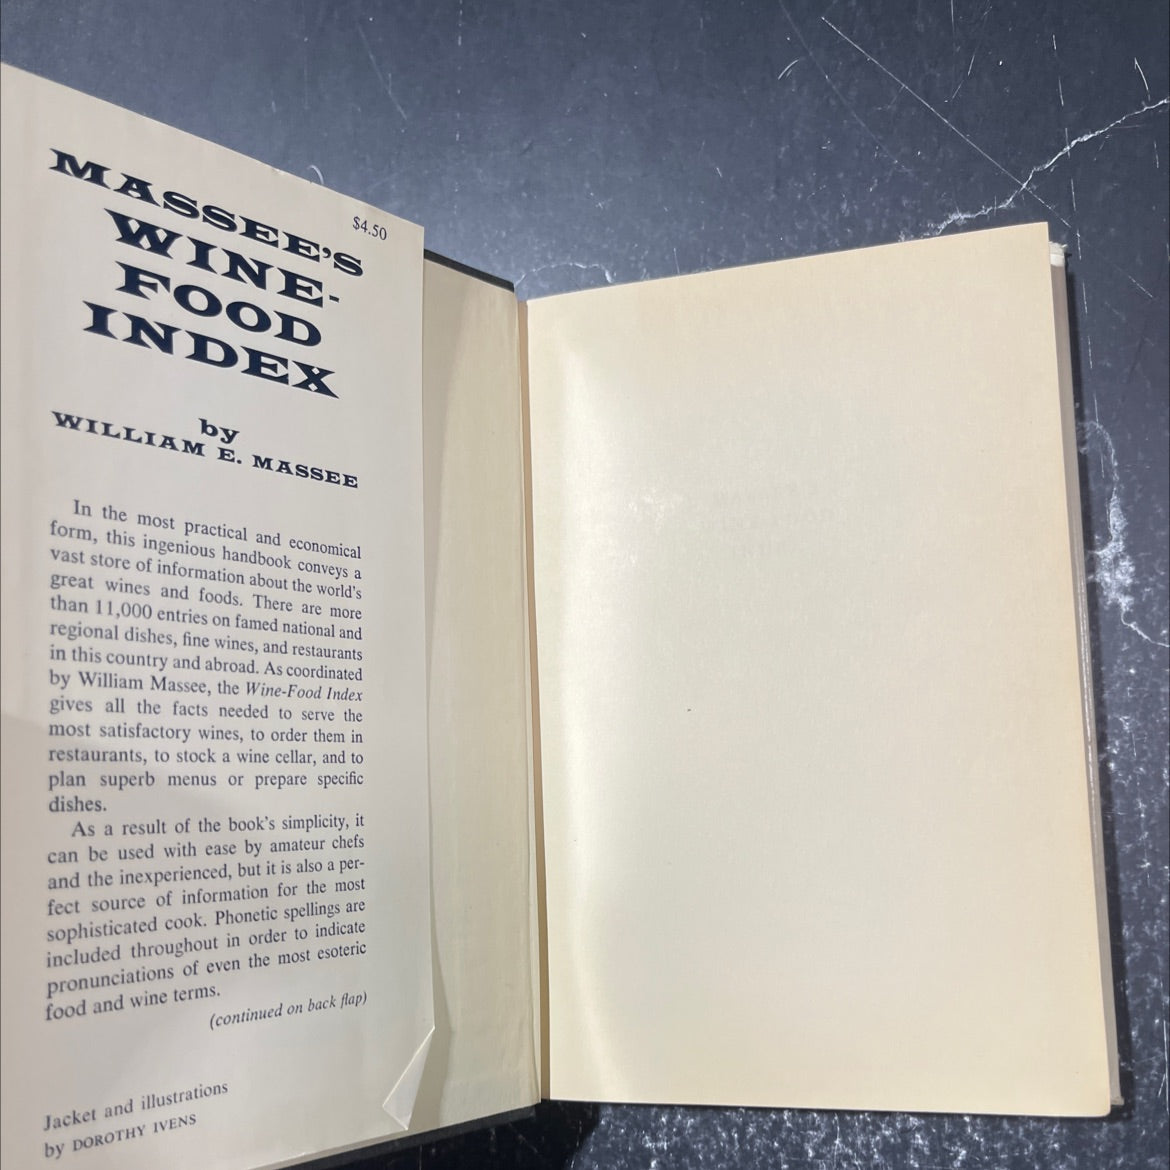 $4.50
MASSEE'S
WINE-
FOOD
INDEX
by
WILLIAM E. MASSEE
In the most practical and economical
form, this ingenious handbook conveys a
vast store of information about the world's
great wines and foods. There are more
than 11,000 entries on famed national and
regional dishes, fine wines, and restaurants
in this country and abroad. As coordinated
by William Massee, the Wine-Food Index
gives all the facts needed to serve the
most satisfactory wines, to order them in
restaurants, to stock a wine cellar, and to
plan superb menus or prepare specific
dishes.
As a result of the book's simplicity, it
can be used with ease by amateur chefs
and the inexperienced, but it is also a per-
fect source of information for the most
sophisticated cook. Phonetic spellings are
included throughout in order to indicate
pronunciations of even the most esoteric
food and wine terms.
(continued on back flap)
Jacket and illustrations
by DOROTHY IVENS